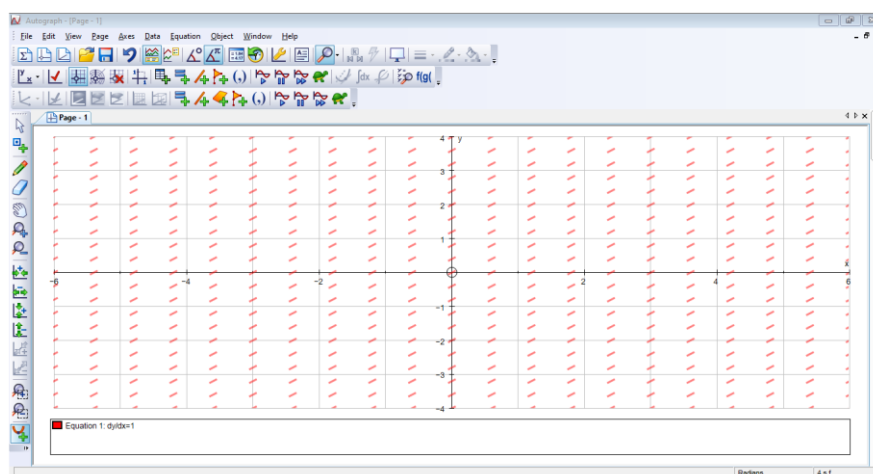 Autograph - [Page - 1]
File Edit View Page Axes Data Equation Object Window Help
Page - 1
4 y
3
2
1
-6 -4 -2 2 4 6 x
-1
-2
-3
-4
Equation 1: dy/dx=1
Radians 4 s.f.